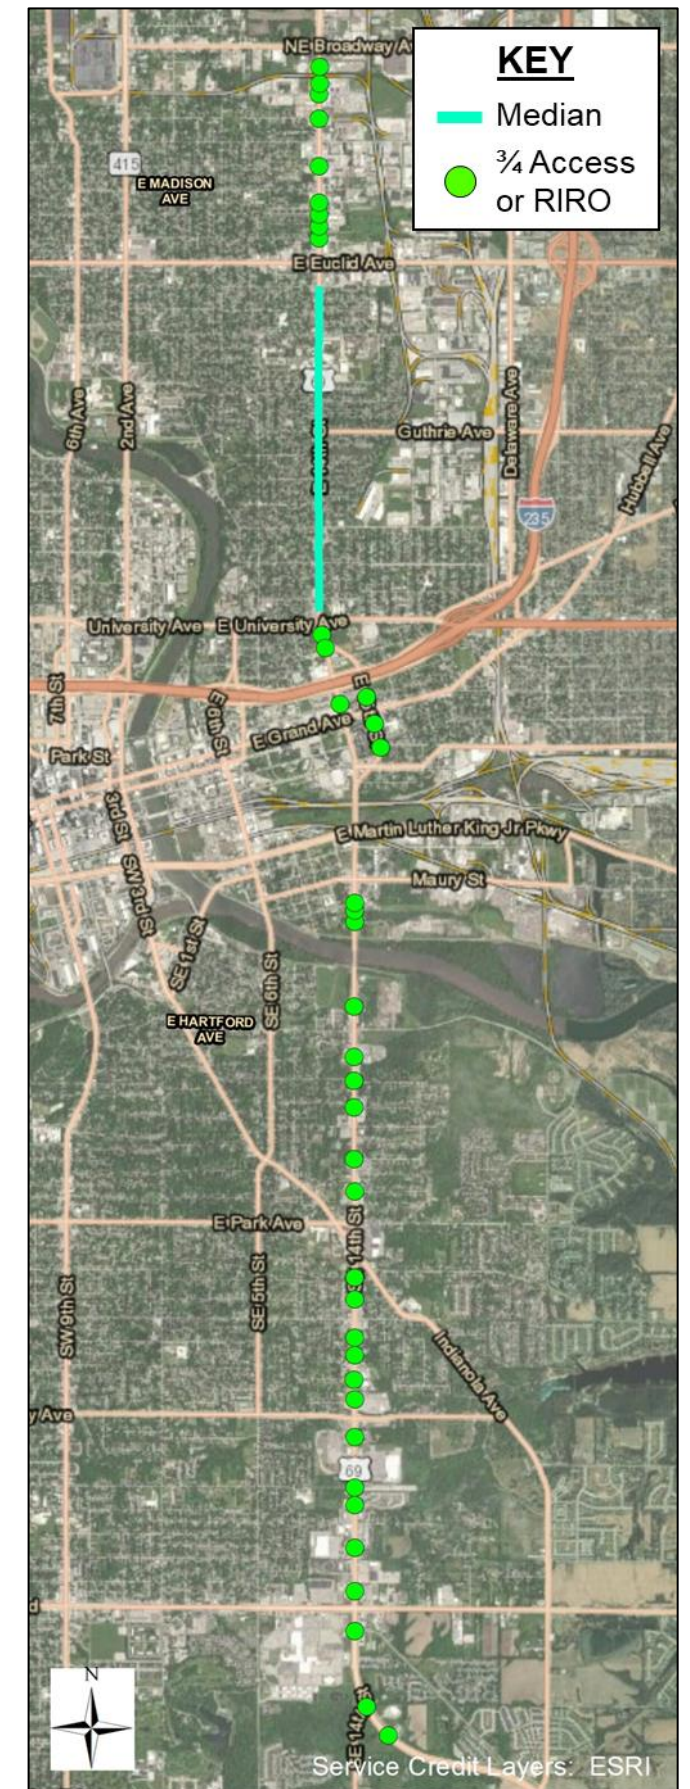 NE Broadway Av
KEY
Median
¾ Access
or RIRO
415
E MADISON
AVE
E Euclid Ave
6th Ave
2nd Ave
Guthrie Ave
Delaware Ave
Hubbell Ave
235
University Ave
E University Ave
7th St
E 6th St
E Grand Ave
Park St
3rd St
SW 3rd St
E Martin Luther King Jr Pkwy
Maury St
SE 1st St
SE 6th St
E HARTFORD
AVE
E Park Ave
14th St
SE 5th St
SW 9th St
Indianola Ave
y Ave
69
d
N
SE 14th St
Service Credit Layers: ESRI